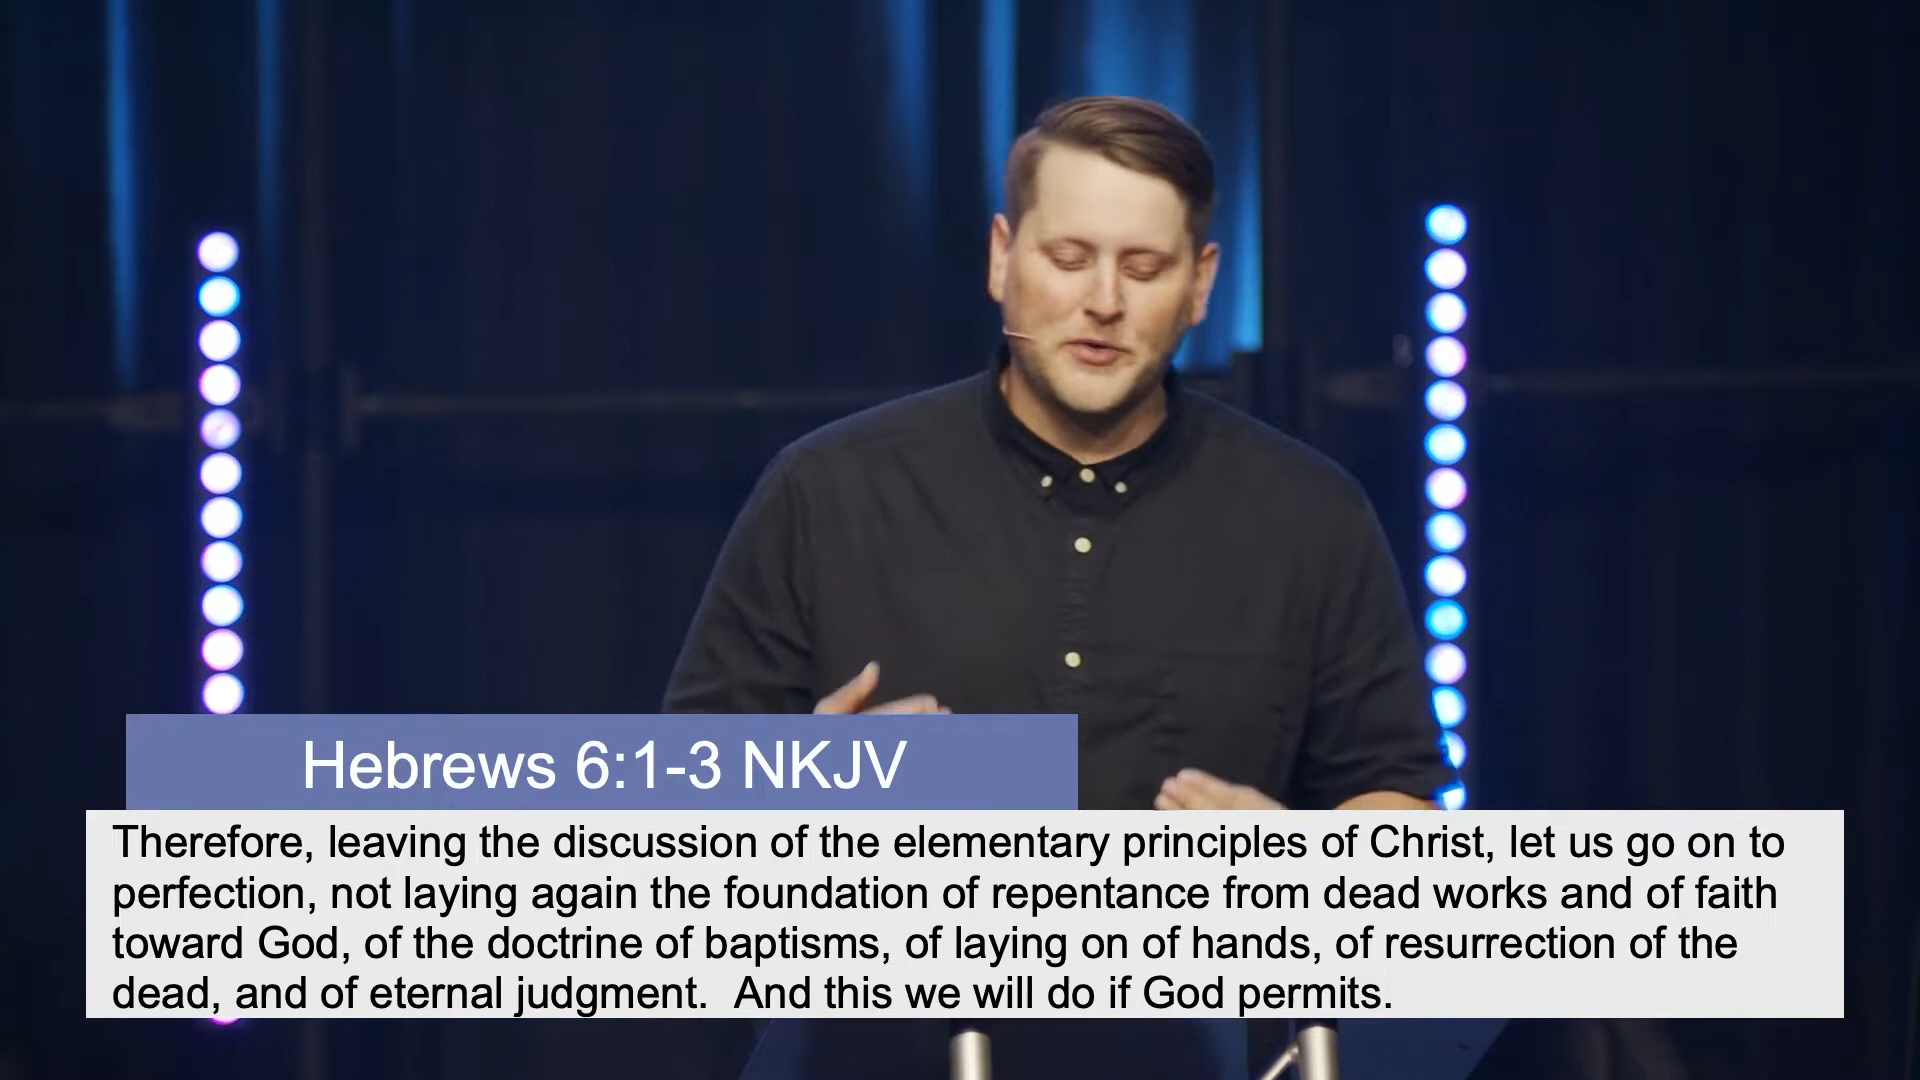 Hebrews 6:1-3 NKJV
Therefore, leaving the discussion of the elementary principles of Christ, let us go on to
perfection, not laying again the foundation of repentance from dead works and of faith
toward God, of the doctrine of baptisms, of laying on of hands, of resurrection of the
dead, and of eternal judgment.  And this we will do if God permits.